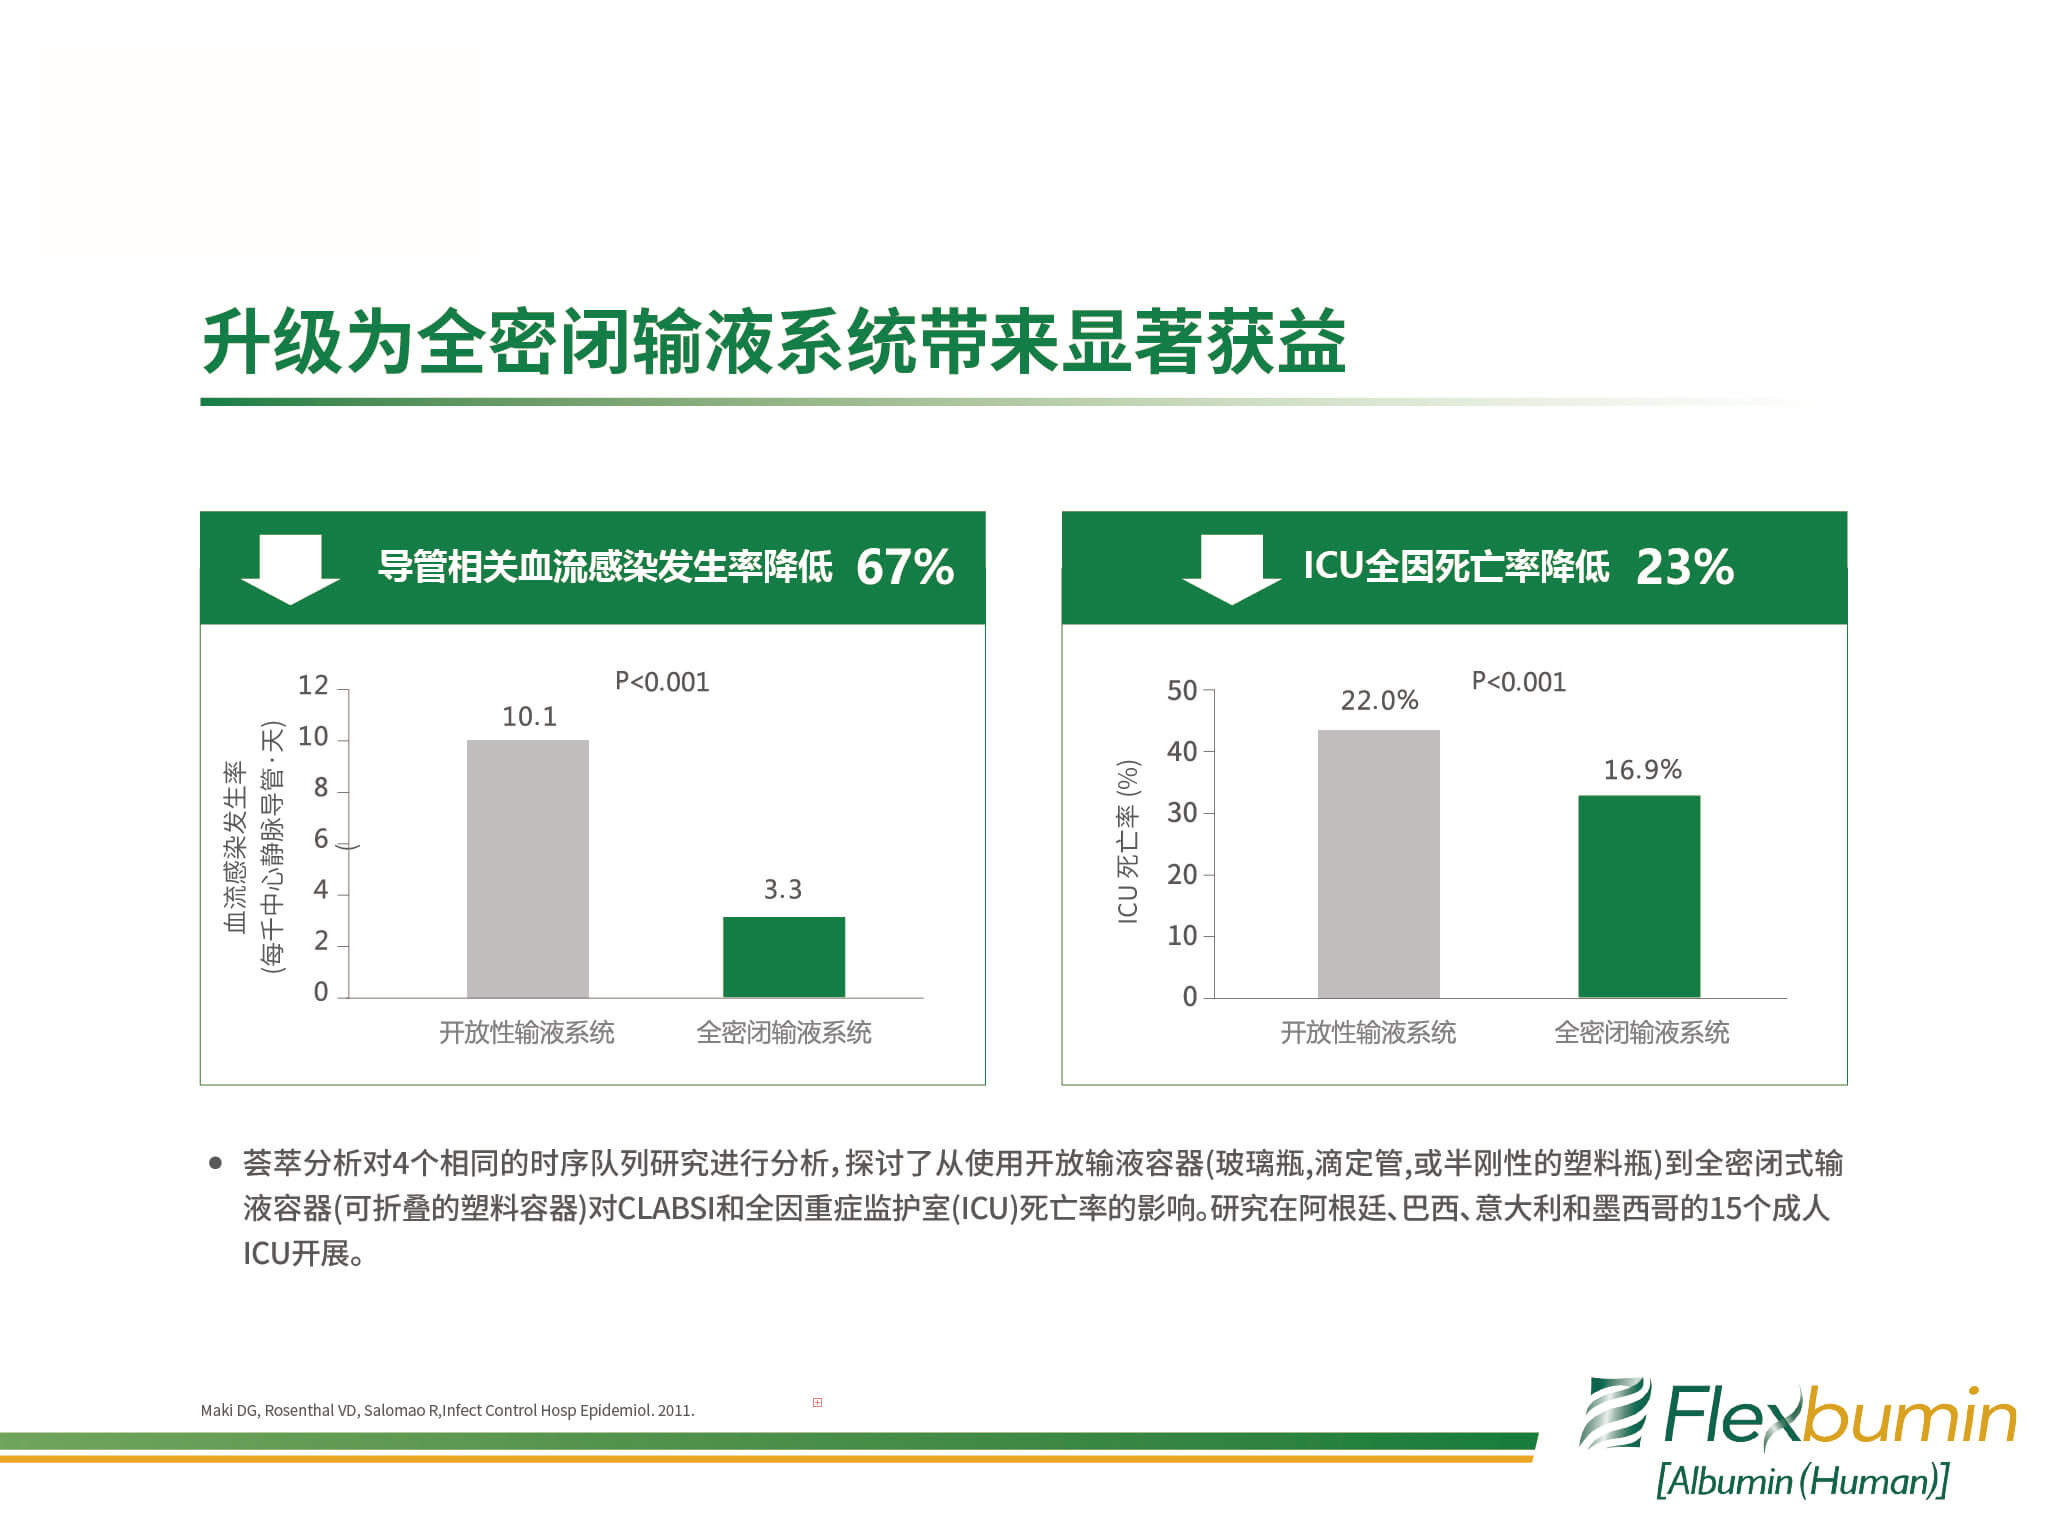 升级为全密闭输液系统带来显著获益
导管相关血流感染发生率降低 67%
P<0.001
血流感染发生率
(每千中心静脉导管·天)
12
10
8
6
4
2
0
10.1
3.3
开放性输液系统 全密闭输液系统
ICU全因死亡率降低 23%
P<0.001
ICU 死亡率 (%)
50
40
30
20
10
0
22.0%
16.9%
开放性输液系统 全密闭输液系统
● 荟萃分析对4个相同的时序队列研究进行分析，探讨了从使用开放输液容器(玻璃瓶,滴定管,或半刚性的塑料瓶)到全密闭式输
液容器(可折叠的塑料容器)对CLABSI和全因重症监护室(ICU)死亡率的影响。研究在阿根廷、巴西、意大利和墨西哥的15个成人
ICU开展。
Maki DG, Rosenthal VD, Salomao R,Infect Control Hosp Epidemiol. 2011.
Flexbumin
[Albumin (Human)]